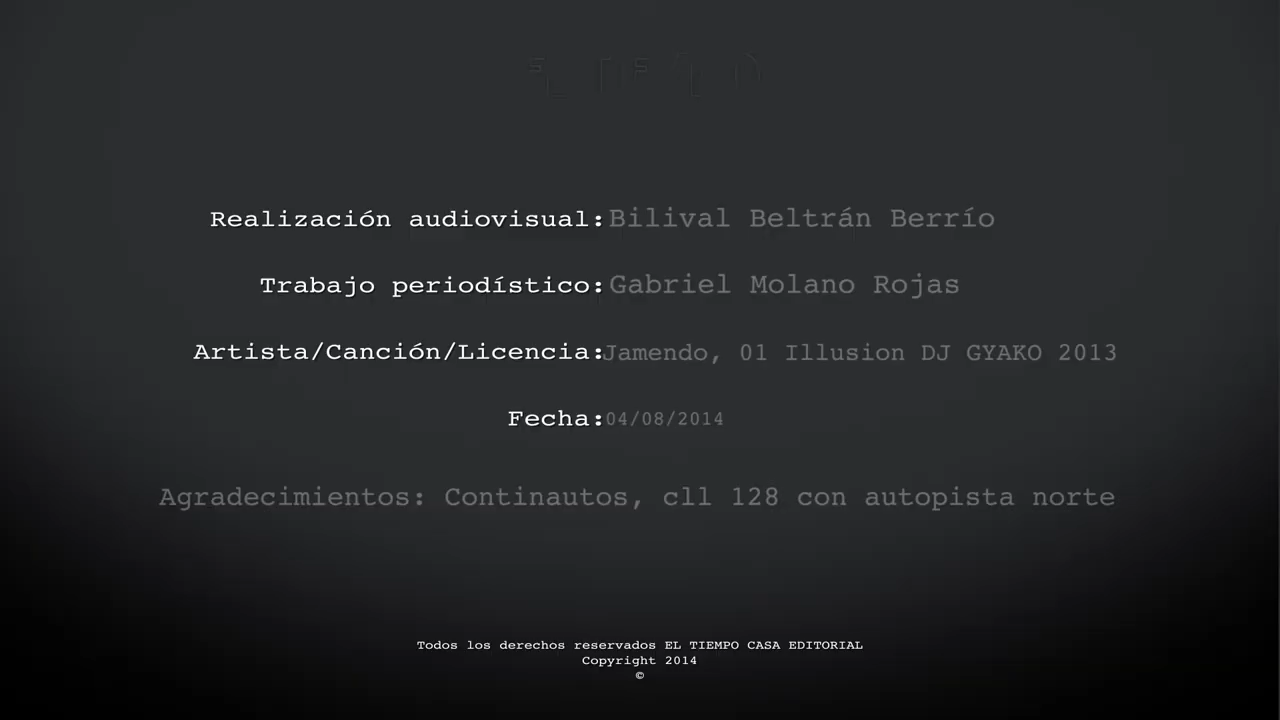 Realización audiovisual: Bilival Beltrán Berrío
Trabajo periodístico: Gabriel Molano Rojas
Artista/Canción/Licencia: Jamendo, 01 Illusion DJ GYAKO 2013
Fecha: 04/08/2014
Agradecimientos: Continautos, cll 128 con autopista norte
Todos los derechos reservados EL TIEMPO CASA EDITORIAL
Copyright 2014
©